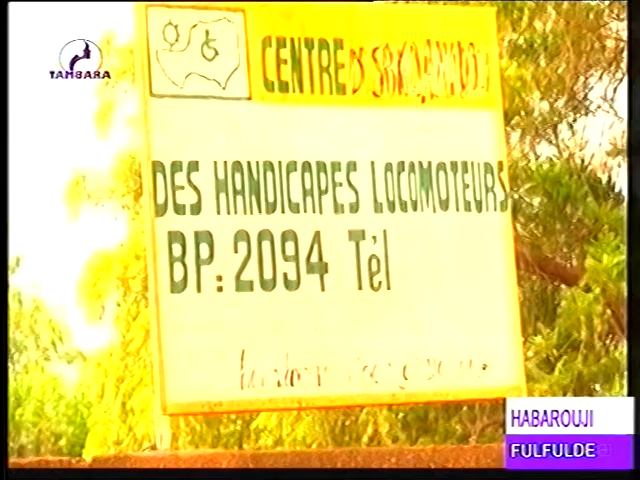 TAMBARA
CENTRE
DES HANDICAPES LOCOMOTEURS
BP: 2094 Tél
HABAROUJI
FULFULDE